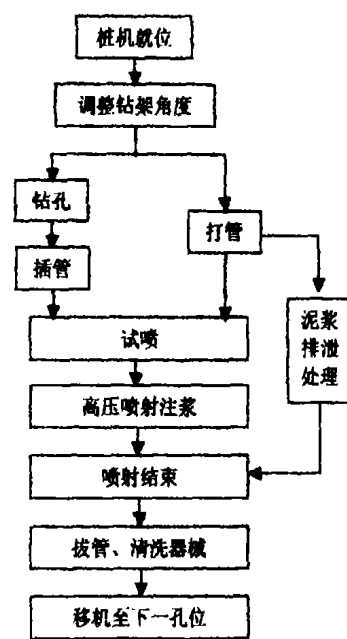 桩机就位
调整钻架角度
钻孔
打管
插管
泥浆
排泄
处理
试喷
高压喷射注浆
喷射结束
拔管、清洗器械
移机至下一孔位